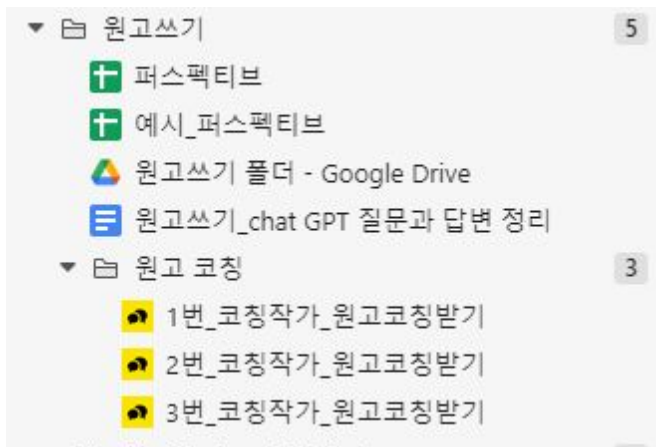 원고쓰기 5
퍼스펙티브
예시_퍼스펙티브
원고쓰기 폴더 - Google Drive
원고쓰기_chat GPT 질문과 답변 정리
원고 코칭 3
1번_코칭작가_원고코칭받기
2번_코칭작가_원고코칭받기
3번_코칭작가_원고코칭받기